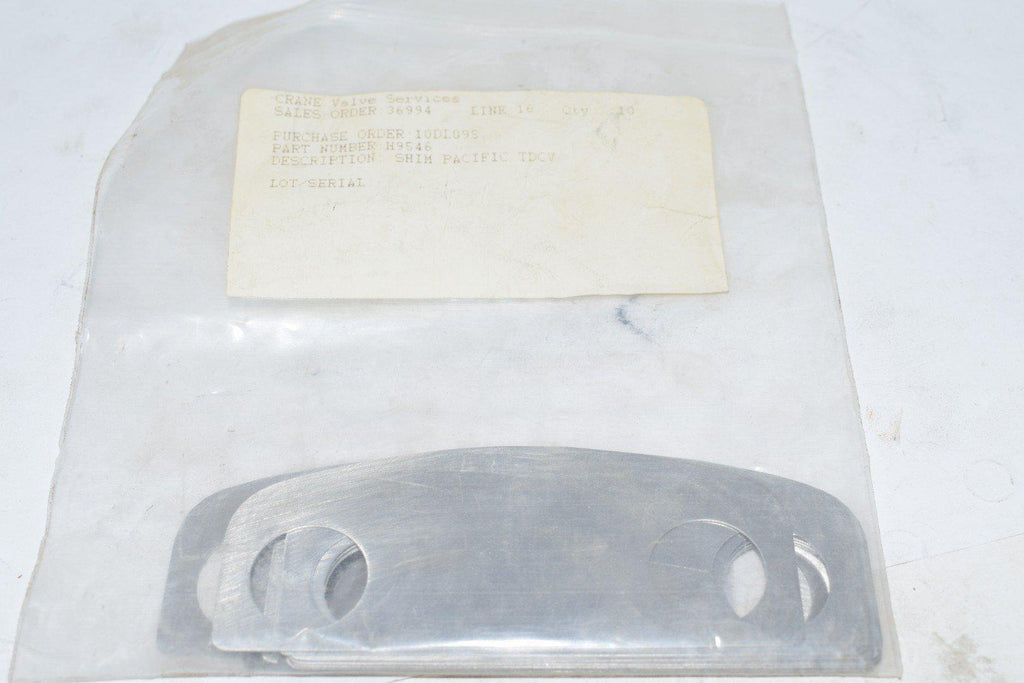 CRANE Valve Services
SALES ORDER:36994 LINE 16 Qty 10
PURCHASE ORDER:10DL09S
PART NUMBER:H9546
DESCRIPTION: SHIM PACIFIC TDCV
LOT/SERIAL